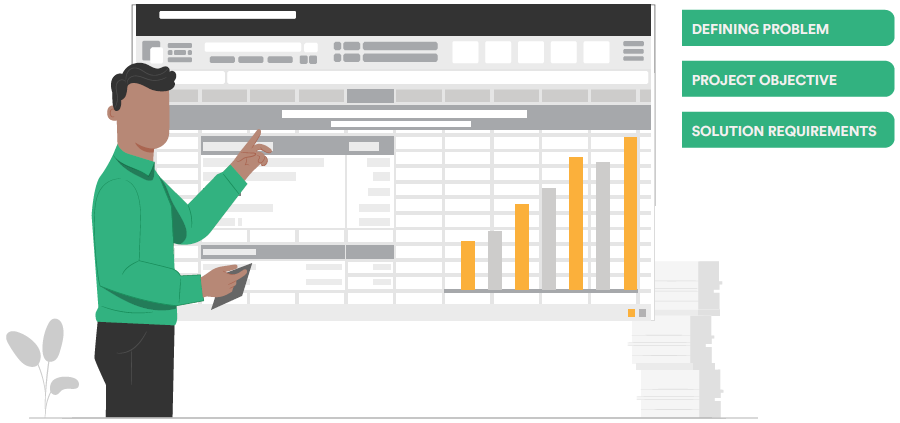 DEFINING PROBLEM
PROJECT OBJECTIVE
SOLUTION REQUIREMENTS